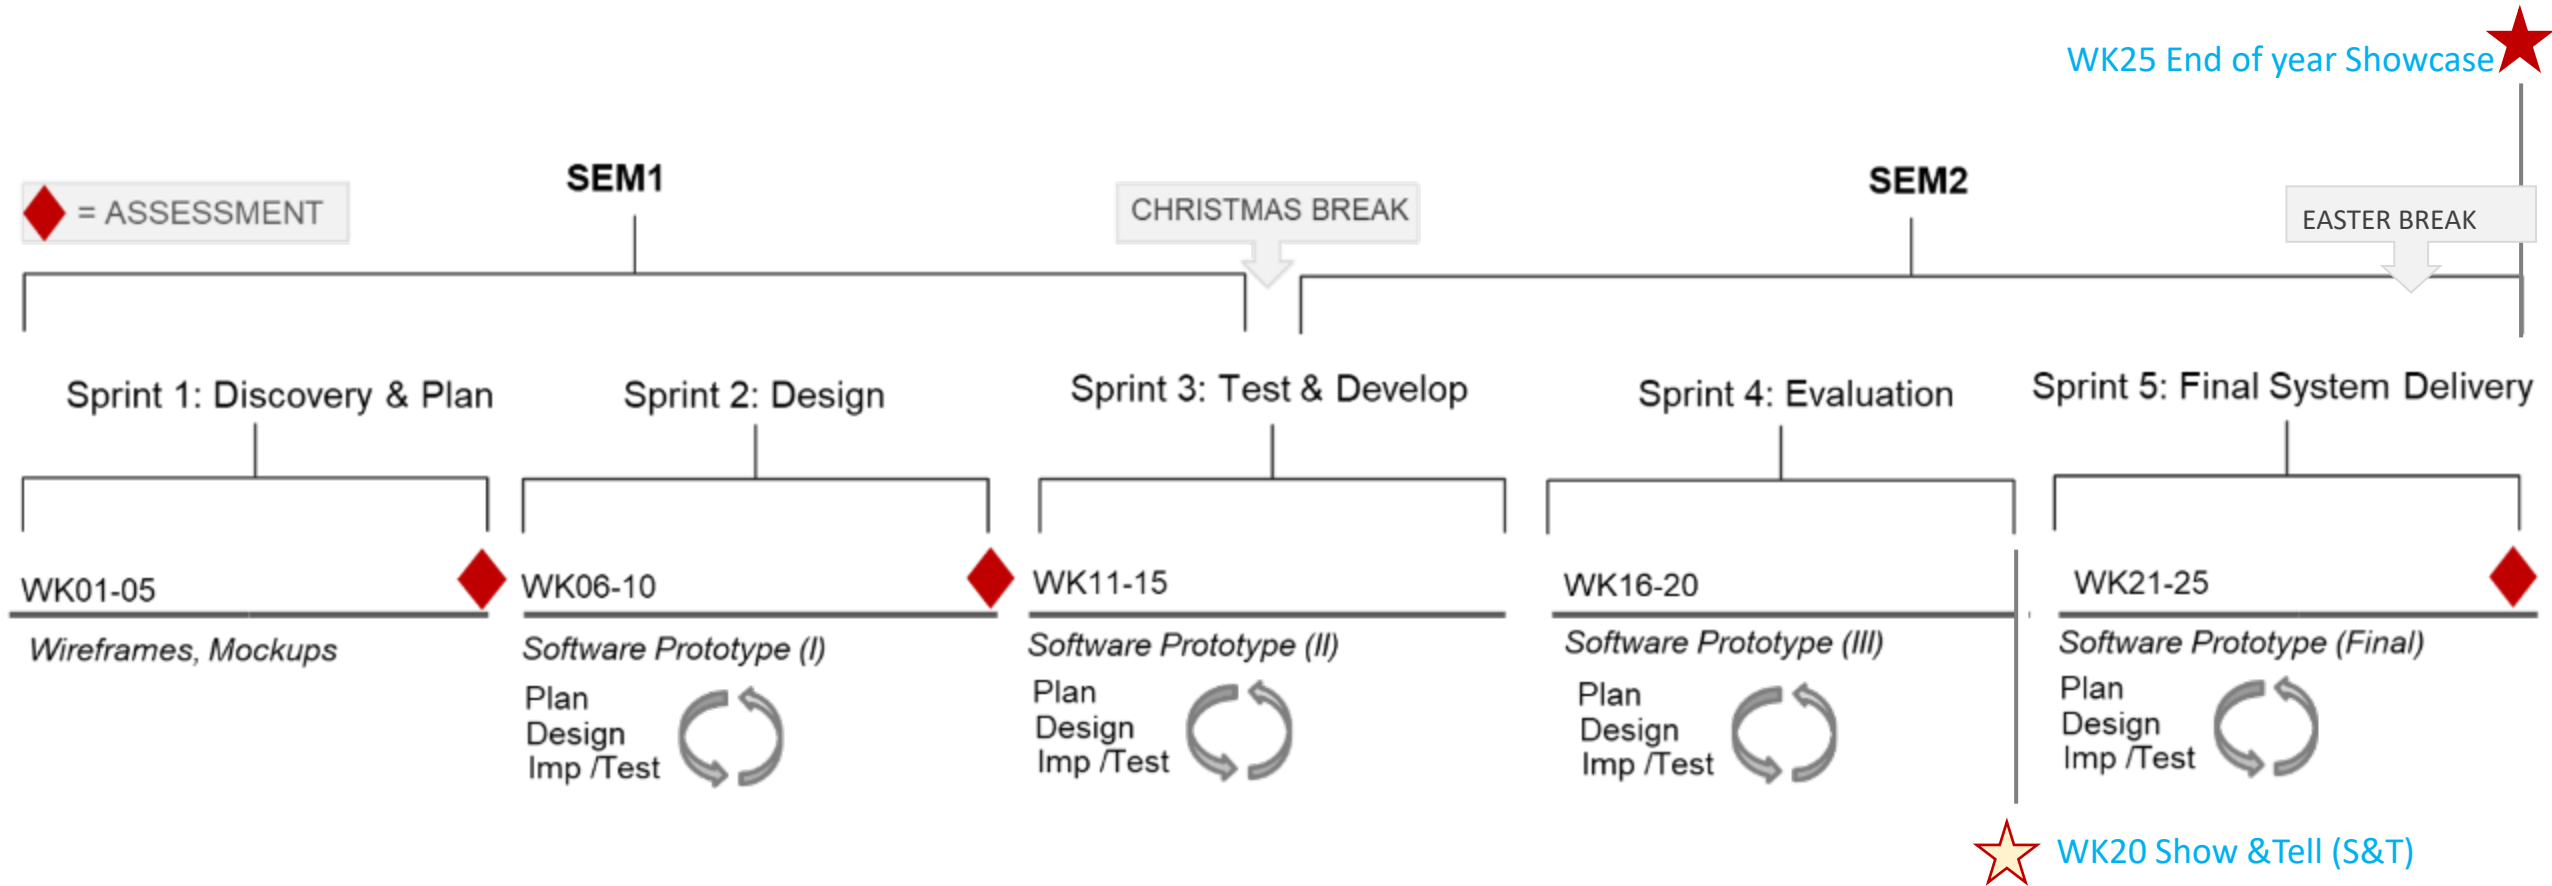 WK25 End of year Showcase
SEM1
SEM2
= ASSESSMENT
CHRISTMAS BREAK
EASTER BREAK
Sprint 1: Discovery & Plan
Sprint 2: Design
Sprint 3: Test & Develop
Sprint 4: Evaluation
Sprint 5: Final System Delivery
WK01-05
WK06-10
WK11-15
WK16-20
WK21-25
Wireframes, Mockups
Software Prototype (I)
Plan
Design
Imp /Test
Software Prototype (II)
Plan
Design
Imp /Test
Software Prototype (III)
Plan
Design
Imp /Test
Software Prototype (Final)
Plan
Design
Imp /Test
WK20 Show &Tell (S&T)